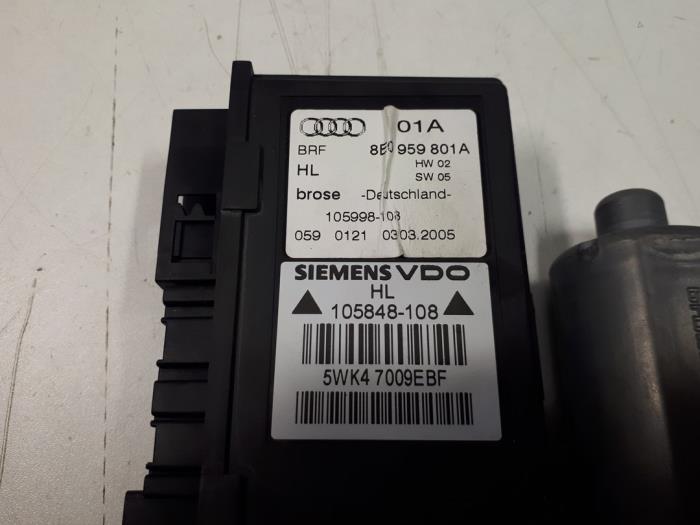 01A
BRF 8E0 959 801A
HL HW 02
SW 05
brose -Deutschland-
105998-108
059 0121 0303.2005
SIEMENS VDO
HL
105848-108
5WK4 7009EBF